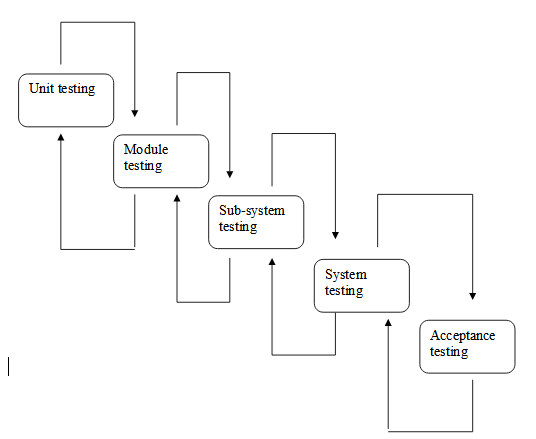 Unit testing
Module
testing
Sub-system
testing
System
testing
Acceptance
testing